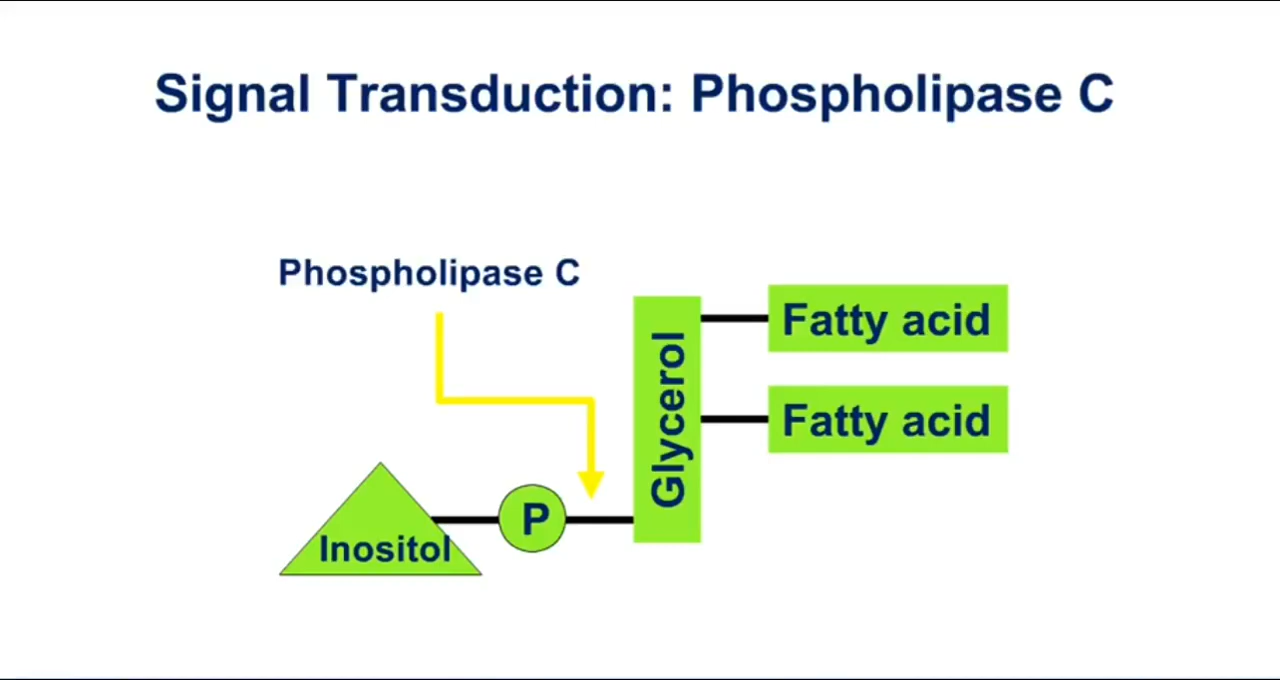 Signal Transduction: Phospholipase C
Phospholipase C
Glycerol
Fatty acid
Fatty acid
Inositol
P